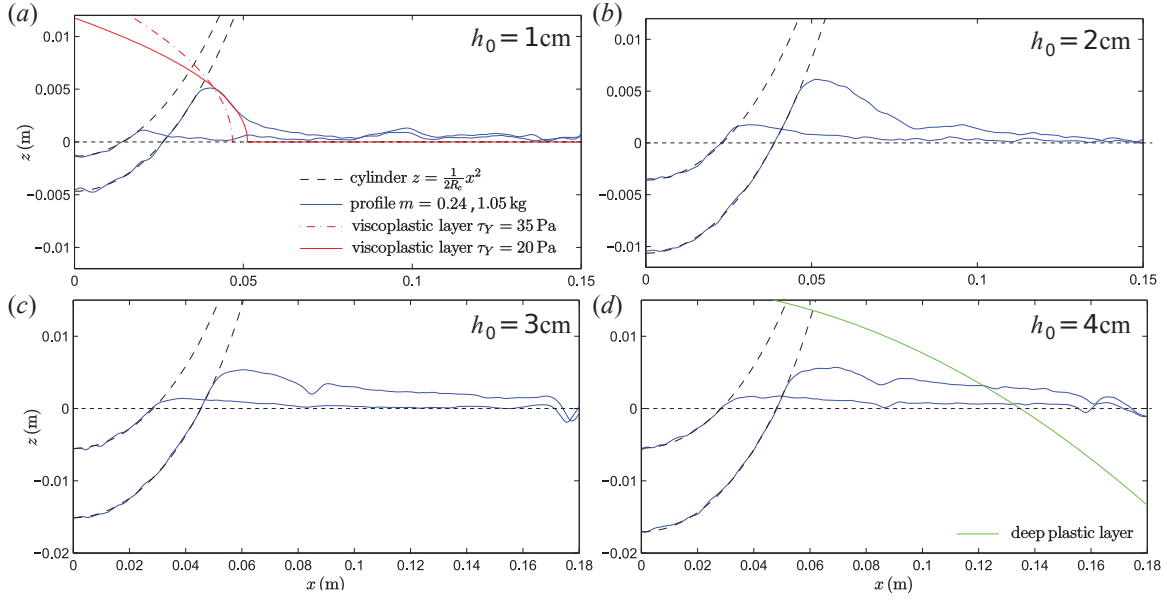 (a)
h₀ = 1cm
0.01
0.005
0
−0.005
−0.01
z (m)
0
0.05
0.1
0.15
cylinder z = 1/(2R_c) x²
profile m = 0.24 , 1.05 kg
viscoplastic layer τ_Y = 35 Pa
viscoplastic layer τ_Y = 20 Pa
(b)
h₀ = 2cm
0.01
0.005
0
−0.005
−0.01
0
0.05
0.1
0.15
(c)
h₀ = 3cm
0.01
0
−0.01
−0.02
z (m)
0
0.02
0.04
0.06
0.08
0.1
0.12
0.14
0.16
0.18
x (m)
(d)
h₀ = 4cm
0.01
0
−0.01
−0.02
deep plastic layer
0
0.02
0.04
0.06
0.08
0.1
0.12
0.14
0.16
0.18
x (m)